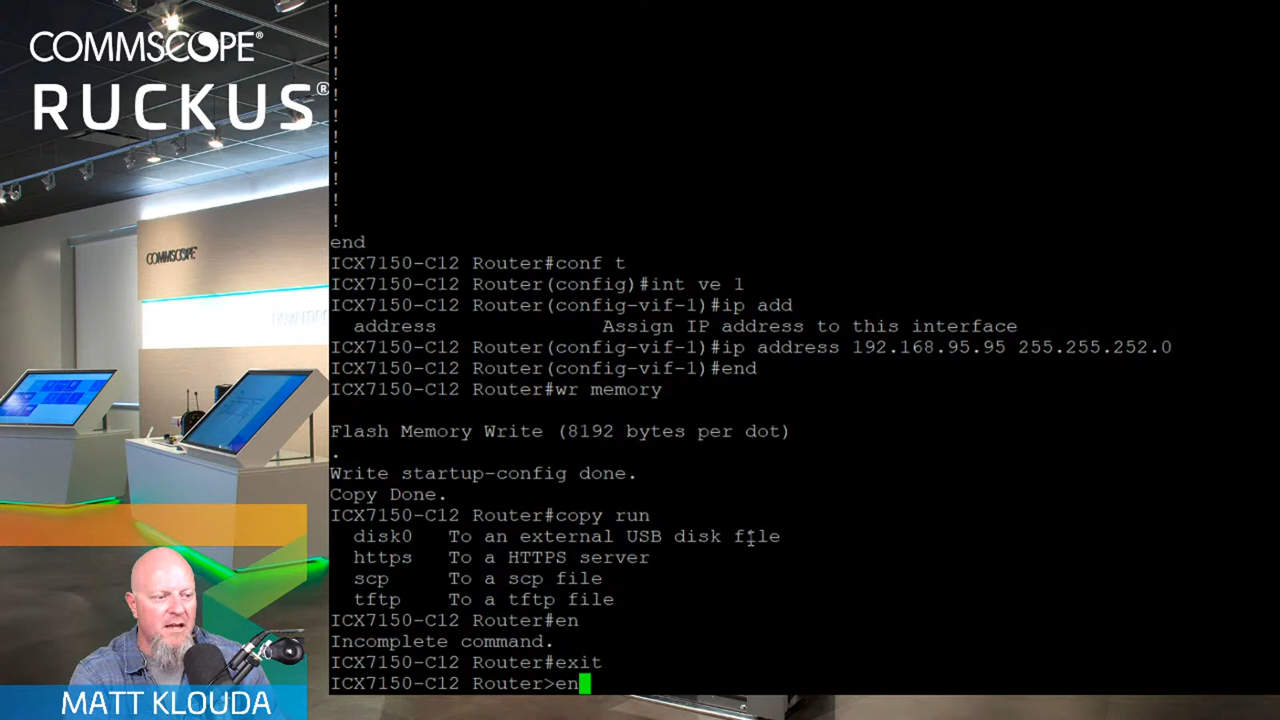 COMMSCOPE®
RUCKUS®
COMMSCOPE
!
!
!
!
!
!
!
!
!
!
!
end
ICX7150-C12 Router#conf t
ICX7150-C12 Router(config)#int ve 1
ICX7150-C12 Router(config-vif-1)#ip add
  address              Assign IP address to this interface
ICX7150-C12 Router(config-vif-1)#ip address 192.168.95.95 255.255.252.0
ICX7150-C12 Router(config-vif-1)#end
ICX7150-C12 Router#wr memory
Flash Memory Write (8192 bytes per dot)
.
Write startup-config done.
Copy Done.
ICX7150-C12 Router#copy run
  disk0   To an external USB disk file
  https   To a HTTPS server
  scp     To a scp file
  tftp    To a tftp file
ICX7150-C12 Router#en
Incomplete command.
ICX7150-C12 Router#exit
ICX7150-C12 Router>en
MATT KLOUDA